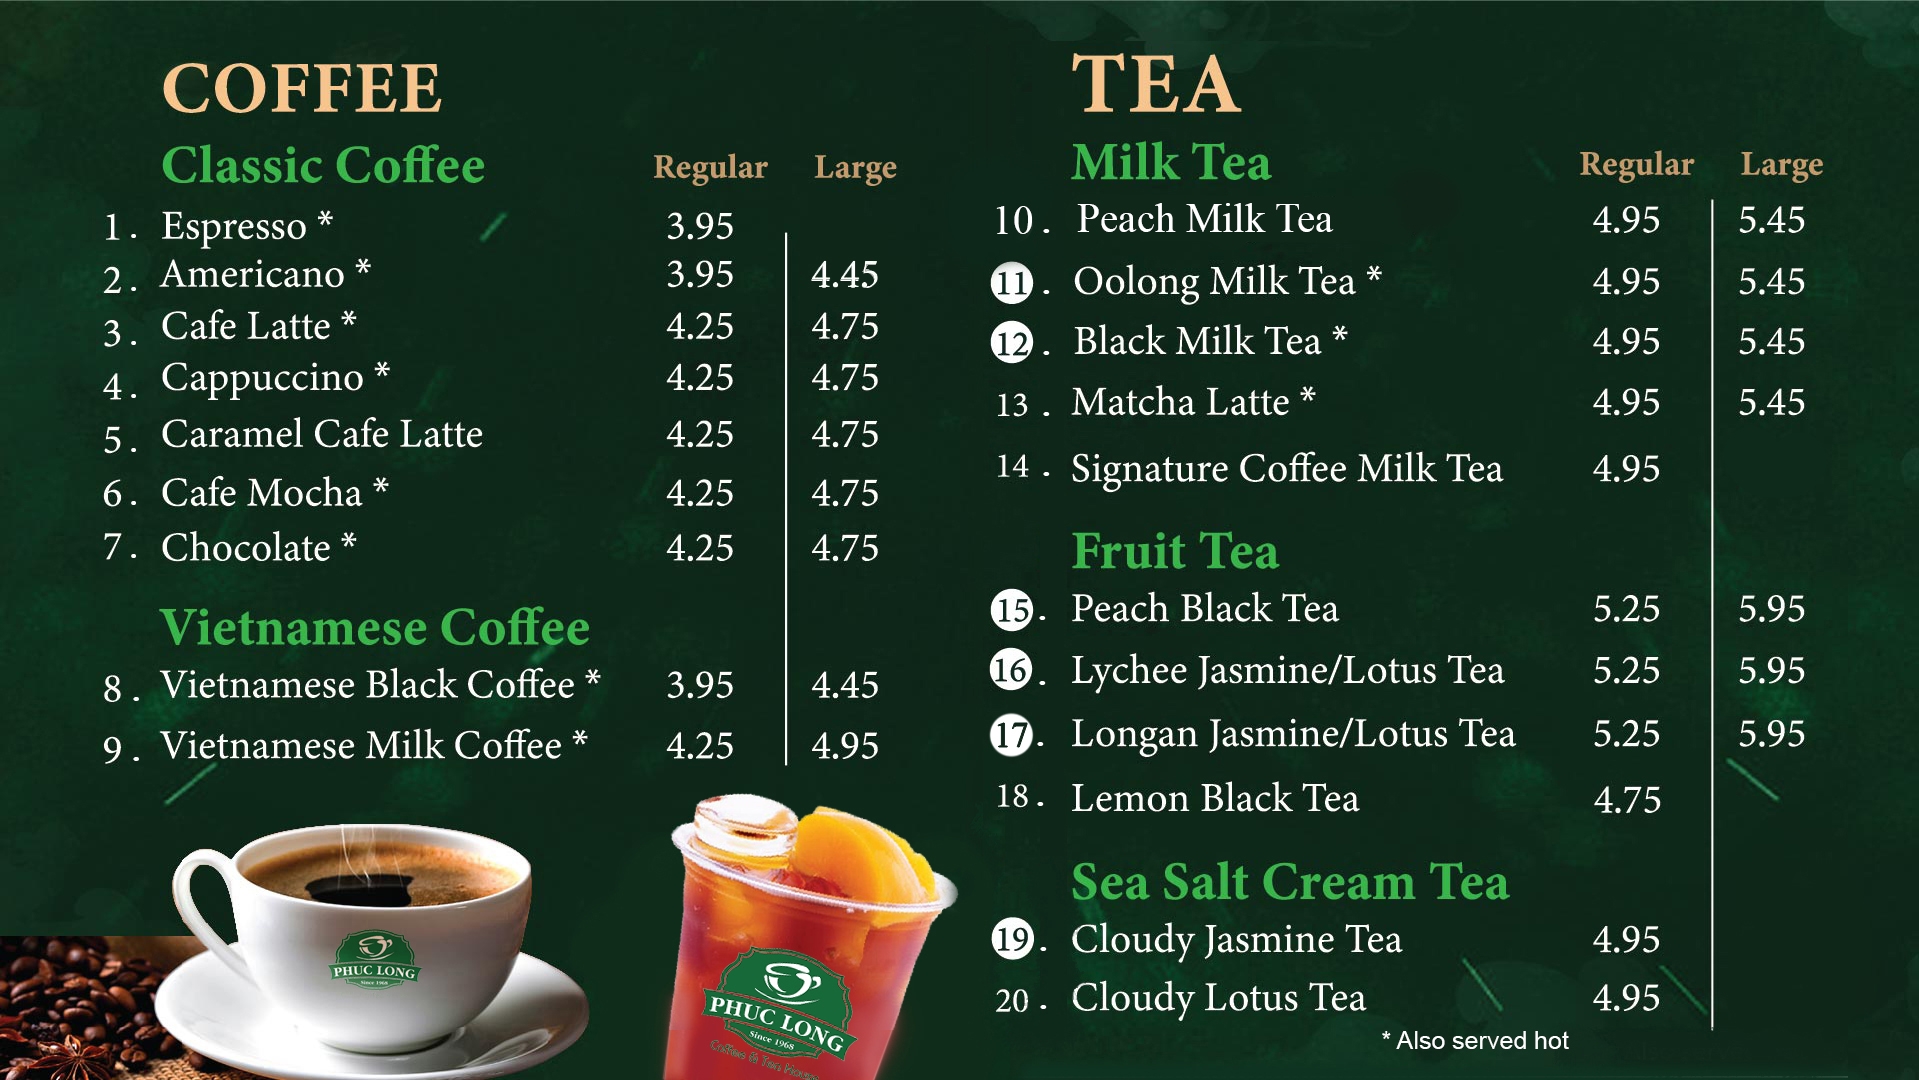 COFFEE
Classic Coffee Regular Large
1. Espresso * 3.95
2. Americano * 3.95 4.45
3. Cafe Latte * 4.25 4.75
4. Cappuccino * 4.25 4.75
5. Caramel Cafe Latte 4.25 4.75
6. Cafe Mocha * 4.25 4.75
7. Chocolate * 4.25 4.75
Vietnamese Coffee
8. Vietnamese Black Coffee * 3.95 4.45
9. Vietnamese Milk Coffee * 4.25 4.95
PHUC LONG
Since 1968
PHUC LONG
Since 1968
Coffee & Tea House
TEA
Milk Tea Regular Large
10. Peach Milk Tea 4.95 5.45
11. Oolong Milk Tea * 4.95 5.45
12. Black Milk Tea * 4.95 5.45
13. Matcha Latte * 4.95 5.45
14. Signature Coffee Milk Tea 4.95
Fruit Tea
15. Peach Black Tea 5.25 5.95
16. Lychee Jasmine/Lotus Tea 5.25 5.95
17. Longan Jasmine/Lotus Tea 5.25 5.95
18. Lemon Black Tea 4.75
Sea Salt Cream Tea
19. Cloudy Jasmine Tea 4.95
20. Cloudy Lotus Tea 4.95
* Also served hot